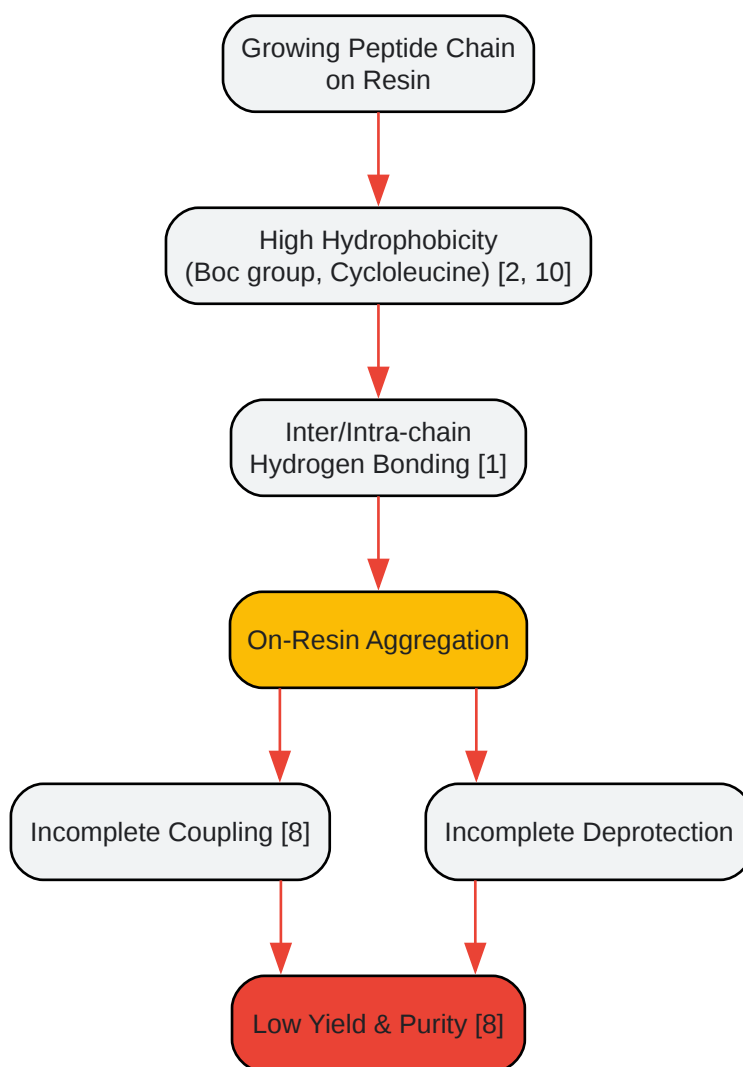 Growing Peptide Chain
on Resin
High Hydrophobicity
(Boc group, Cycloleucine) [2, 10]
Inter/Intra-chain
Hydrogen Bonding [1]
On-Resin Aggregation
Incomplete Coupling [8]
Incomplete Deprotection
Low Yield & Purity [8]